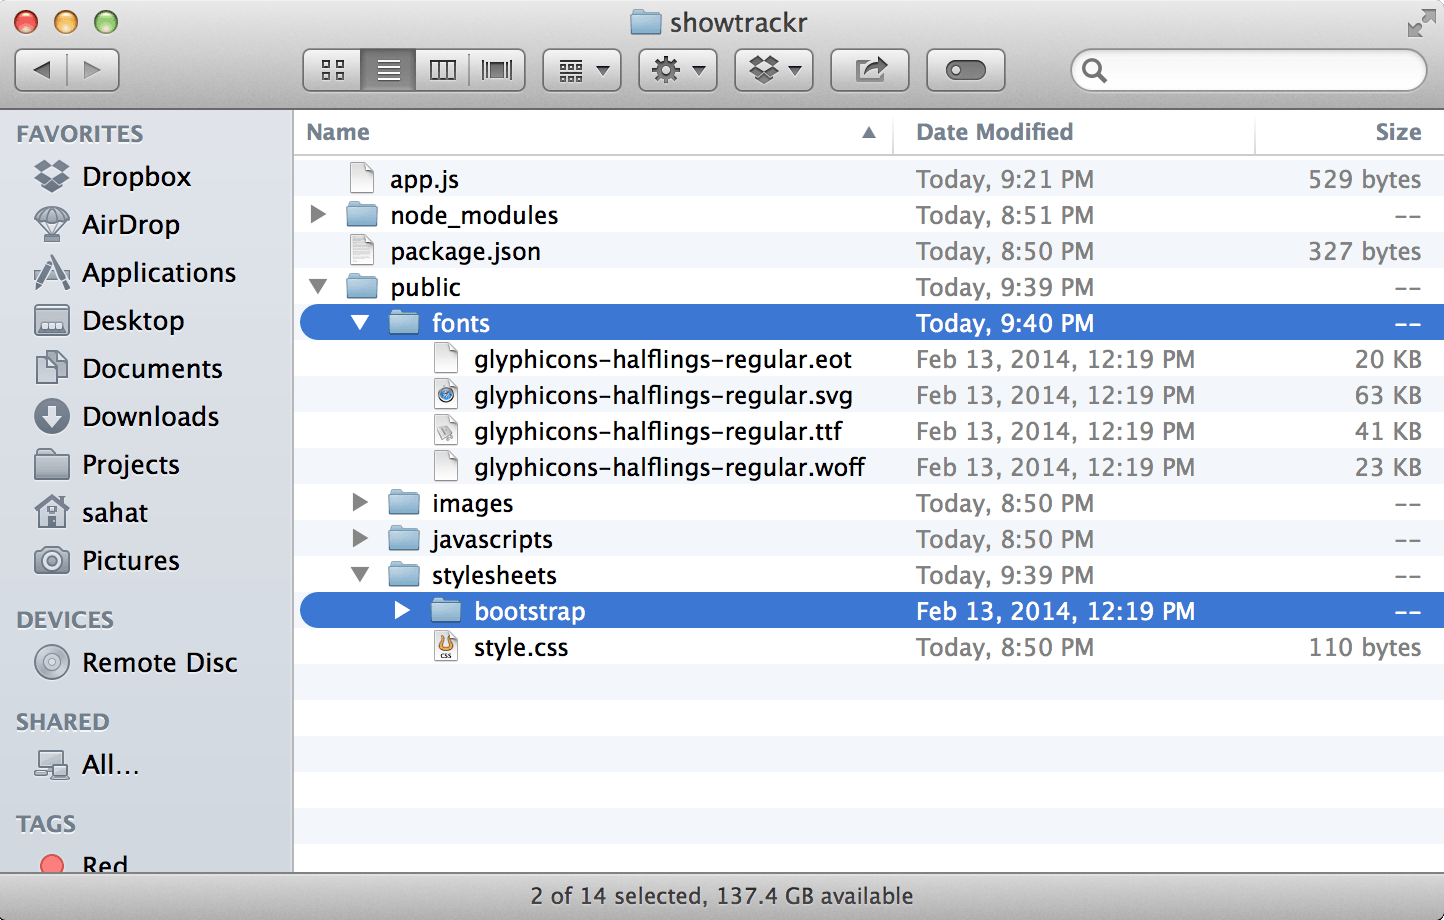 showtrackr
FAVORITES
Dropbox
AirDrop
Applications
Desktop
Documents
Downloads
Projects
sahat
Pictures
DEVICES
Remote Disc
SHARED
All...
TAGS
Red
Name Date Modified Size
app.js Today, 9:21 PM 529 bytes
node_modules Today, 8:51 PM --
package.json Today, 8:50 PM 327 bytes
public Today, 9:39 PM --
fonts Today, 9:40 PM --
glyphicons-halflings-regular.eot Feb 13, 2014, 12:19 PM 20 KB
glyphicons-halflings-regular.svg Feb 13, 2014, 12:19 PM 63 KB
glyphicons-halflings-regular.ttf Feb 13, 2014, 12:19 PM 41 KB
glyphicons-halflings-regular.woff Feb 13, 2014, 12:19 PM 23 KB
images Today, 8:50 PM --
javascripts Today, 8:50 PM --
stylesheets Today, 9:39 PM --
bootstrap Feb 13, 2014, 12:19 PM --
style.css Today, 8:50 PM 110 bytes
CSS
2 of 14 selected, 137.4 GB available